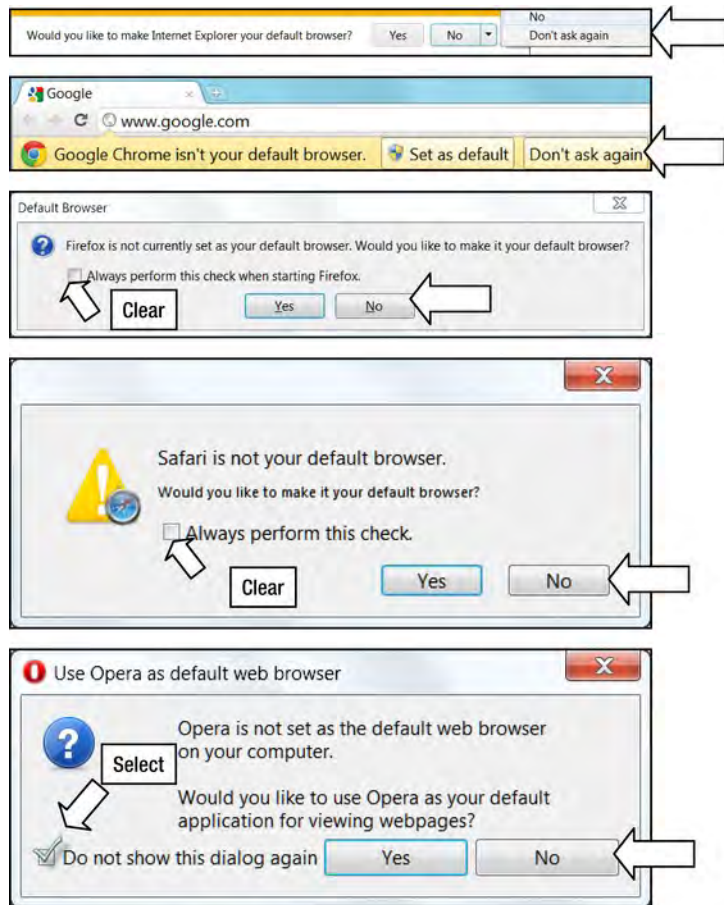 No
Would you like to make Internet Explorer your default browser? Yes No Don't ask again
Google
www.google.com
Google Chrome isn't your default browser. Set as default Don't ask again
Default Browser
Firefox is not currently set as your default browser. Would you like to make it your default browser?
Always perform this check when starting Firefox.
Clear Yes No
Safari is not your default browser.
Would you like to make it your default browser?
Always perform this check.
Clear Yes No
Use Opera as default web browser
Opera is not set as the default web browser
on your computer.
Select
Would you like to use Opera as your default
application for viewing webpages?
Do not show this dialog again Yes No